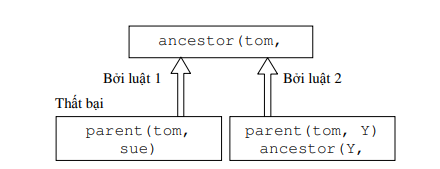 ancestor(tom,
Bởi luật 1
Bởi luật 2
Thất bại
parent(tom,
sue)
parent(tom, Y)
ancestor(Y,